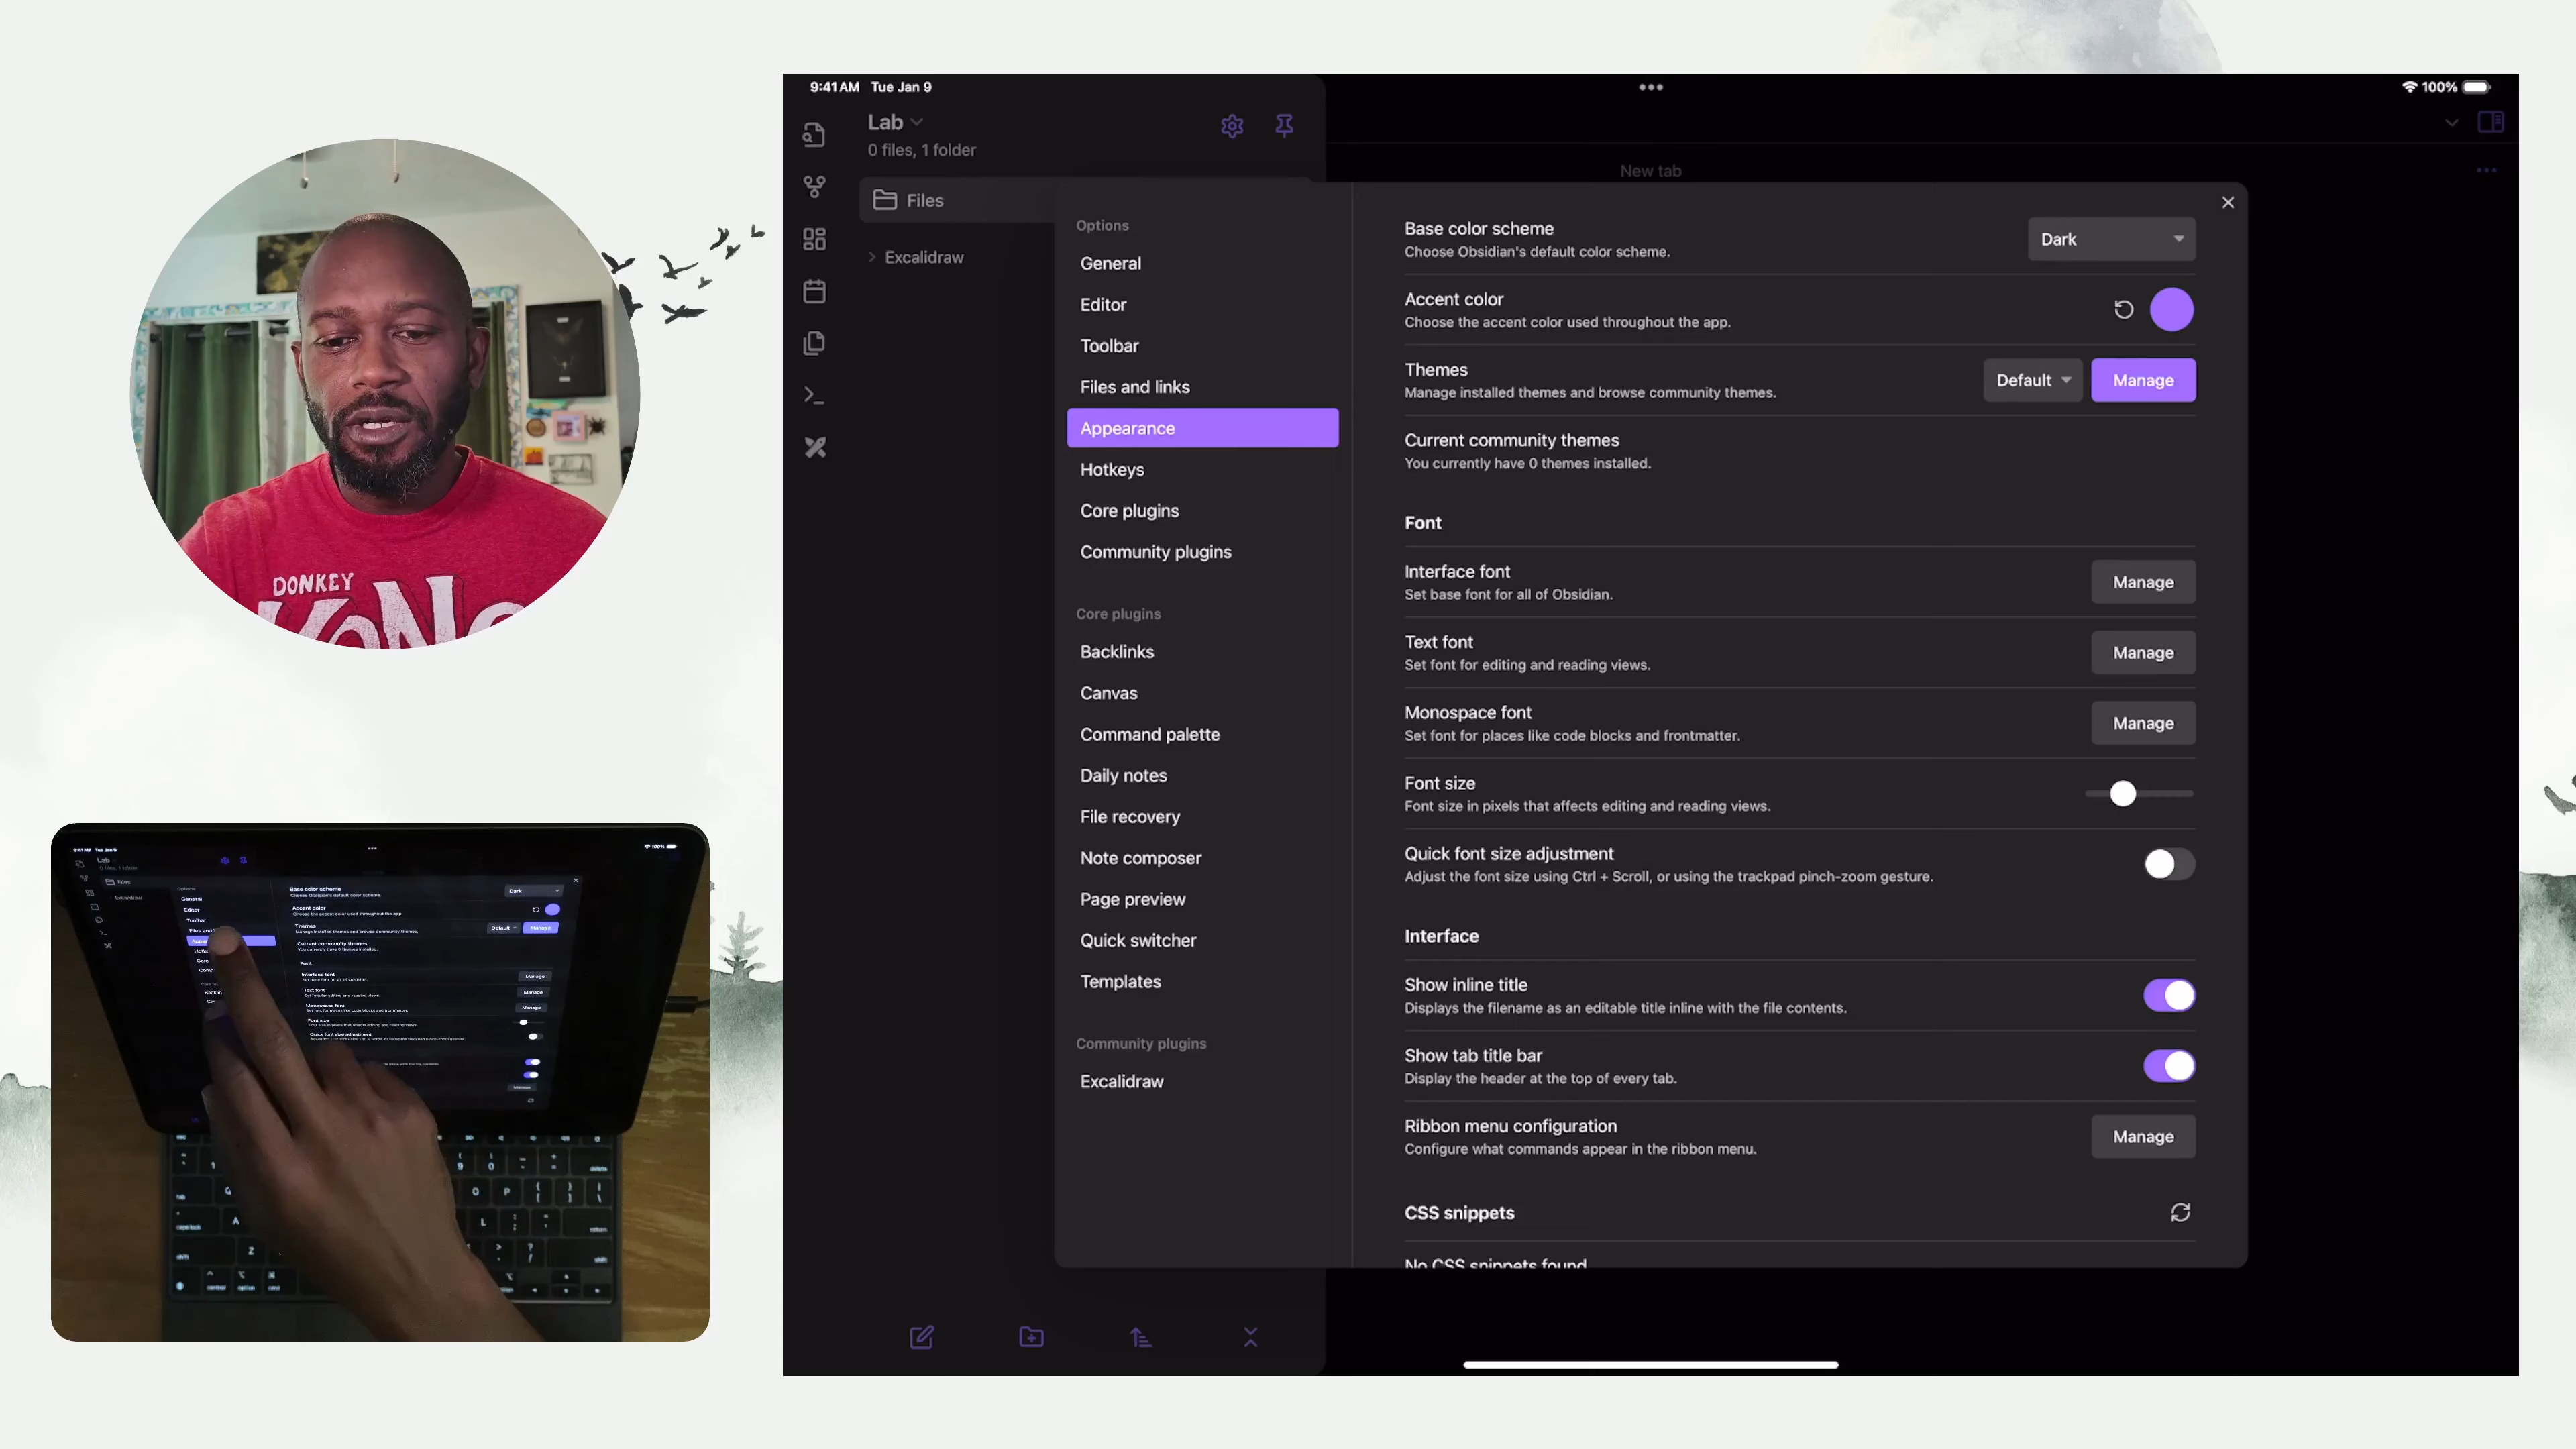 DONKEY
KONG
9:41 AM Tue Jan 9
100%
Lab
0 files, 1 folder
Files
Excalidraw
New tab
Options
General
Editor
Toolbar
Files and links
Appearance
Hotkeys
Core plugins
Community plugins
Core plugins
Backlinks
Canvas
Command palette
Daily notes
File recovery
Note composer
Page preview
Quick switcher
Templates
Community plugins
Excalidraw
Base color scheme
Choose Obsidian's default color scheme.
Dark
Accent color
Choose the accent color used throughout the app.
Themes
Manage installed themes and browse community themes.
Default
Manage
Current community themes
You currently have 0 themes installed.
Font
Interface font
Set base font for all of Obsidian.
Manage
Text font
Set font for editing and reading views.
Manage
Monospace font
Set font for places like code blocks and frontmatter.
Manage
Font size
Font size in pixels that affects editing and reading views.
Quick font size adjustment
Adjust the font size using Ctrl + Scroll, or using the trackpad pinch-zoom gesture.
Interface
Show inline title
Displays the filename as an editable title inline with the file contents.
Show tab title bar
Display the header at the top of every tab.
Ribbon menu configuration
Configure what commands appear in the ribbon menu.
Manage
CSS snippets
No CSS snippets found